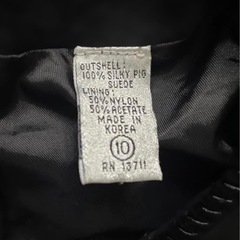 OUTSHELL:
100% SILKY PIG
SUEDE
LINING:
50% NYLON
50% ACETATE
MADE IN
KOREA
10
RN 13711